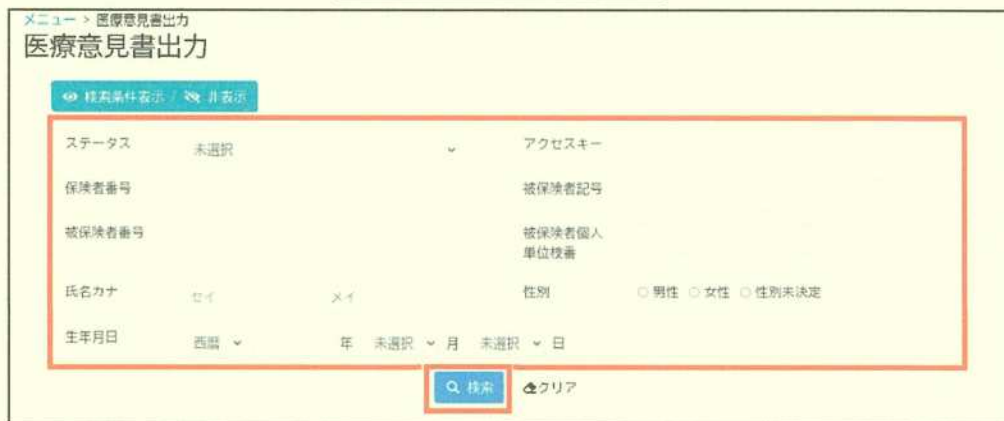 メニュー > 医療意見書出力
医療意見書出力
検索条件表示 / 非表示
ステータス 未選択 アクセスキー
保険者番号 被保険者記号
被保険者番号 被保険者個人
単位枝番
氏名カナ セイ メイ 性別 男性 女性 性別未決定
生年月日 西暦 年 未選択 月 未選択 日
検索 クリア